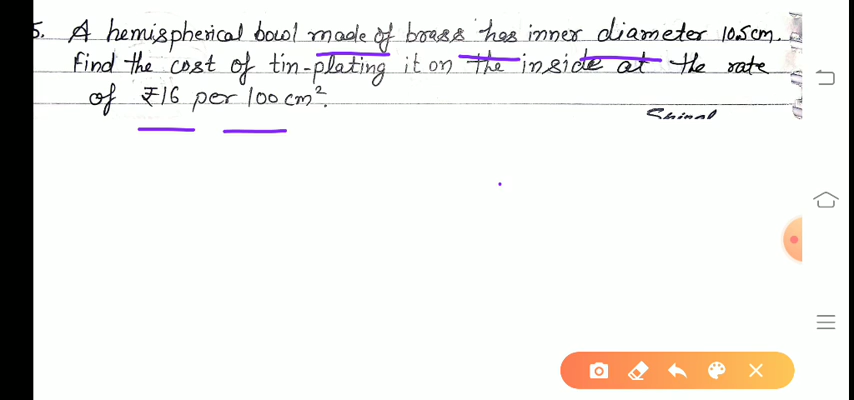 5. A hemispherical bowl made of brass has inner diameter 10.5cm.
Find the cost of tin-plating it on the inside at the rate
of ₹16 per 100 cm².